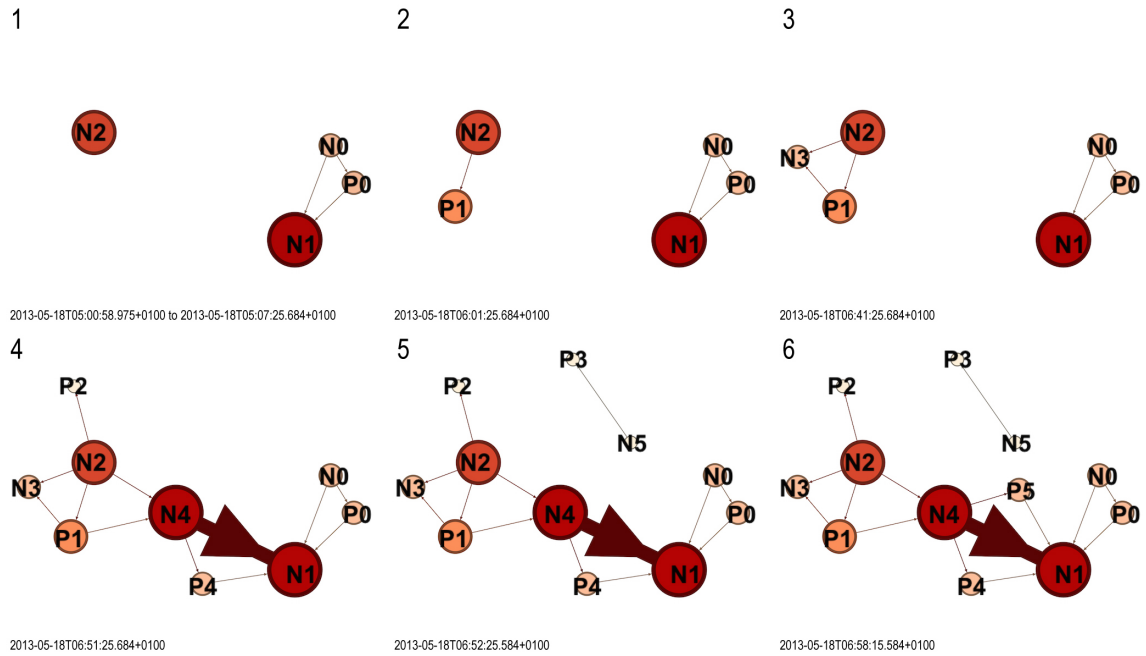 1
N2
N0
P0
N1
2013-05-18T05:00:58.975+0100 to 2013-05-18T05:07:25.684+0100
2
N2
N0
P0
P1
N1
2013-05-18T06:01:25.684+0100
3
N2
N0
N3
P0
P1
N1
2013-05-18T06:41:25.684+0100
4
P2
N2
N0
N3
N4
P0
P1
N1
P4
2013-05-18T06:51:25.684+0100
5
P3
P2
N5
N2
N0
N3
N4
P0
P1
N1
P4
2013-05-18T06:52:25.584+0100
6
P3
P2
N5
N2
N0
N3
P5
N4
P0
P1
N1
P4
2013-05-18T06:58:15.584+0100